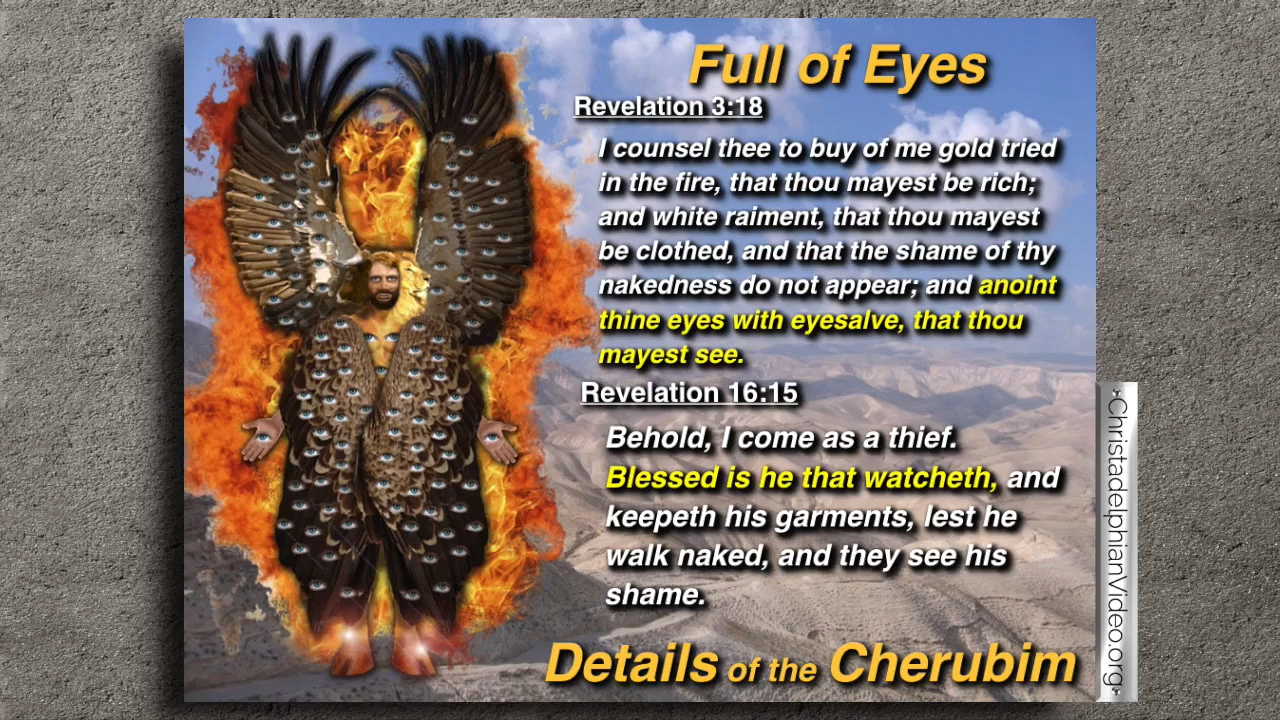 Full of Eyes
Revelation 3:18
I counsel thee to buy of me gold tried
in the fire, that thou mayest be rich;
and white raiment, that thou mayest
be clothed, and that the shame of thy
nakedness do not appear; and anoint
thine eyes with eyesalve, that thou
mayest see.
Revelation 16:15
Behold, I come as a thief.
Blessed is he that watcheth, and
keepeth his garments, lest he
walk naked, and they see his
shame.
Details of the Cherubim
ChristadelphianVideo.org